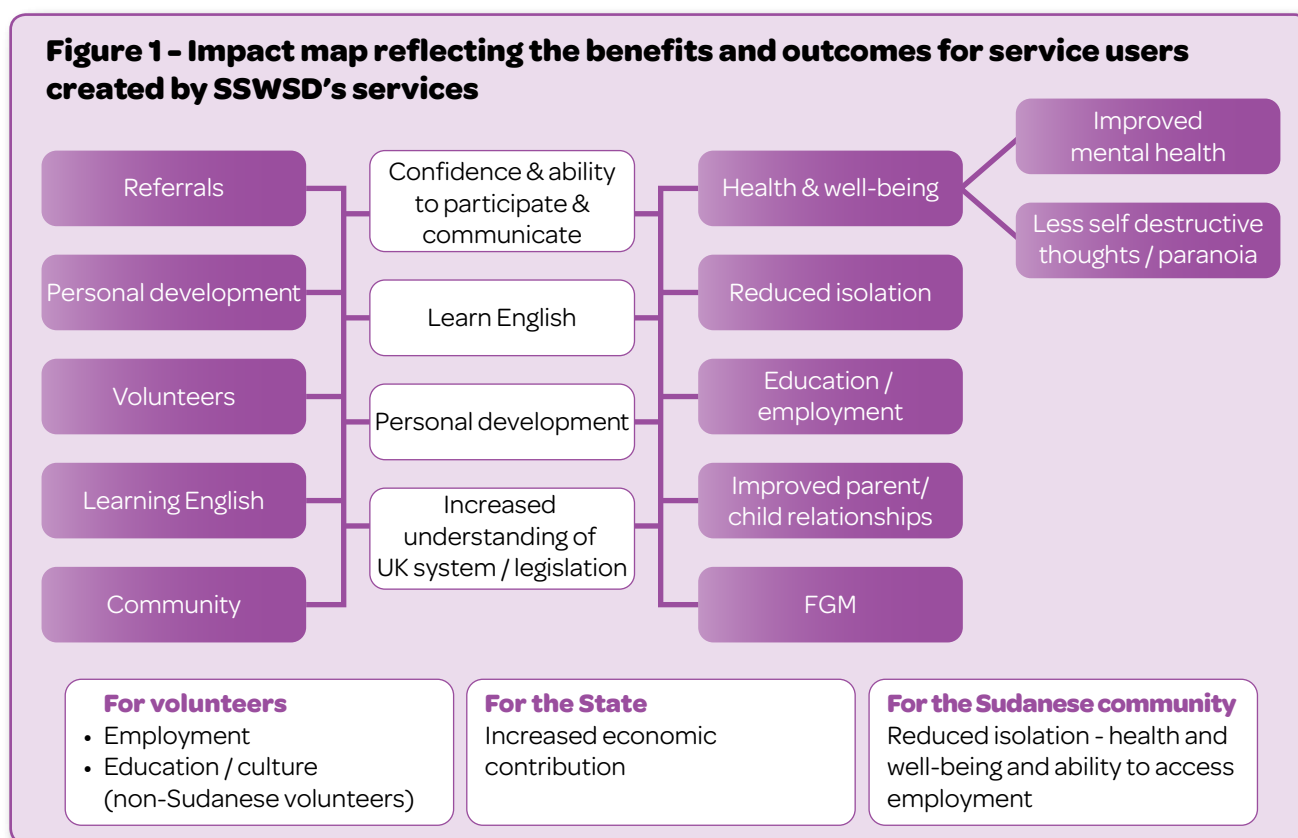 Figure 1 – Impact map reflecting the benefits and outcomes for service users
created by SSWSD's services
Referrals
Personal development
Volunteers
Learning English
Community
Confidence & ability
to participate &
communicate
Learn English
Personal development
Increased
understanding of
UK system / legislation
Health & well-being
Reduced isolation
Education /
employment
Improved parent/
child relationships
FGM
Improved
mental health
Less self destructive
thoughts / paranoia
For volunteers
• Employment
• Education / culture
(non-Sudanese volunteers)
For the State
Increased economic
contribution
For the Sudanese community
Reduced isolation - health and
well-being and ability to access
employment